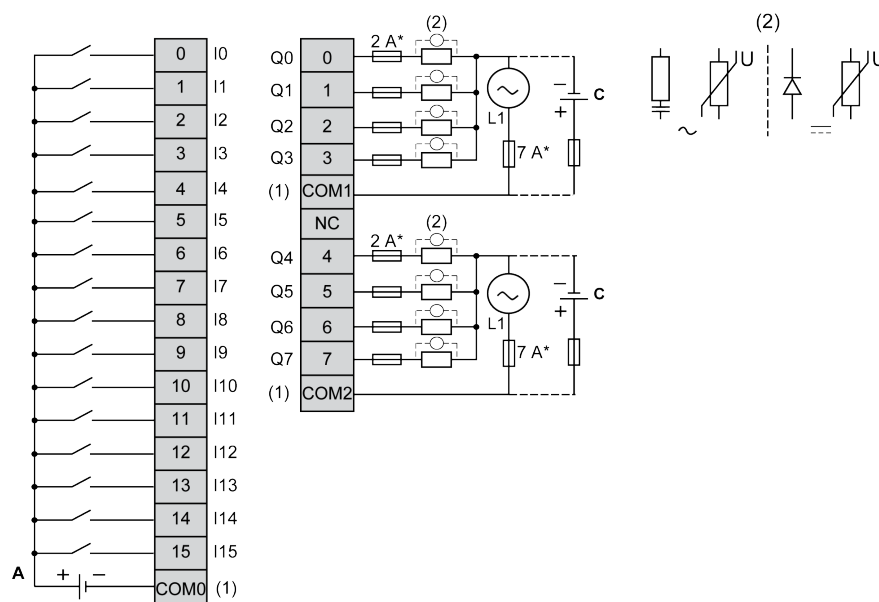 0 I0
1 I1
2 I2
3 I3
4 I4
5 I5
6 I6
7 I7
8 I8
9 I9
10 I10
11 I11
12 I12
13 I13
14 I14
15 I15
A + − COM0 (1)
(2)
Q0 0 2 A*
Q1 1
Q2 2
Q3 3
L1
− + C
7 A*
(1) COM1
NC
(2)
Q4 4 2 A*
Q5 5
Q6 6
Q7 7
L1
− + C
7 A*
(1) COM2
(2)
U U